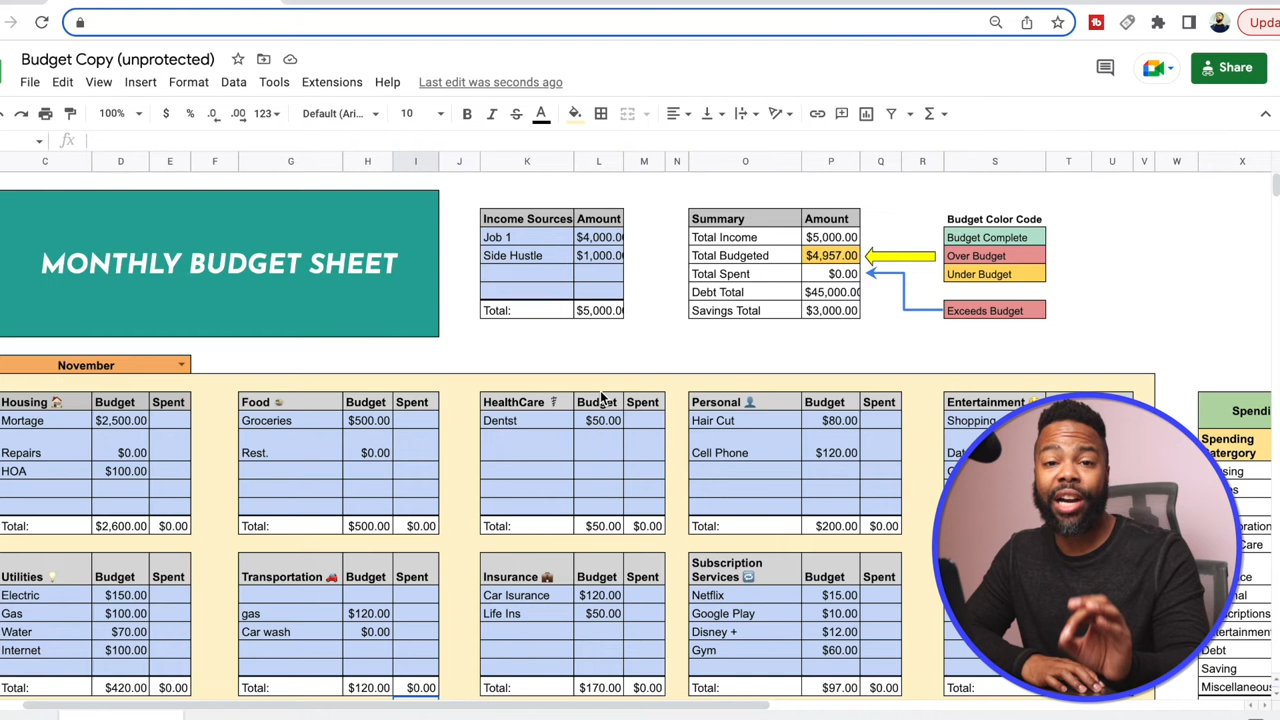 Upda
Budget Copy (unprotected)
File Edit View Insert Format Data Tools Extensions Help Last edit was seconds ago
Share
100% $ % .0 .00 123 Default (Ari... 10 B I S A Σ
fx
C D E F G H I J K L M N O P Q R S T U V W X
MONTHLY BUDGET SHEET
Income Sources Amount
Job 1 $4,000.0
Side Hustle $1,000.0
Total: $5,000.0
Summary Amount
Total Income $5,000.00
Total Budgeted $4,957.00
Total Spent $0.00
Debt Total $45,000.00
Savings Total $3,000.00
Budget Color Code
Budget Complete
Over Budget
Under Budget
Exceeds Budget
November
Housing Budget Spent
Mortage $2,500.00
Repairs $0.00
HOA $100.00
Total: $2,600.00 $0.00
Food Budget Spent
Groceries $500.00
Rest. $0.00
Total: $500.00 $0.00
HealthCare Budget Spent
Dentst $50.00
Total: $50.00 $0.00
Personal Budget Spent
Hair Cut $80.00
Cell Phone $120.00
Total: $200.00 $0.00
Entertainment
Shopping
Total:
Spendi
Spending
Catergory
Utilities Budget Spent
Electric $150.00
Gas $100.00
Water $70.00
Internet $100.00
Total: $420.00 $0.00
Transportation Budget Spent
gas $120.00
Car wash $0.00
Total: $120.00 $0.00
Insurance Budget Spent
Car Isurance $120.00
Life Ins $50.00
Total: $170.00 $0.00
Subscription
Services Budget Spent
Netflix $15.00
Google Play $10.00
Disney + $12.00
Gym $60.00
Total: $97.00 $0.00
Debt
Saving
Miscellaneous